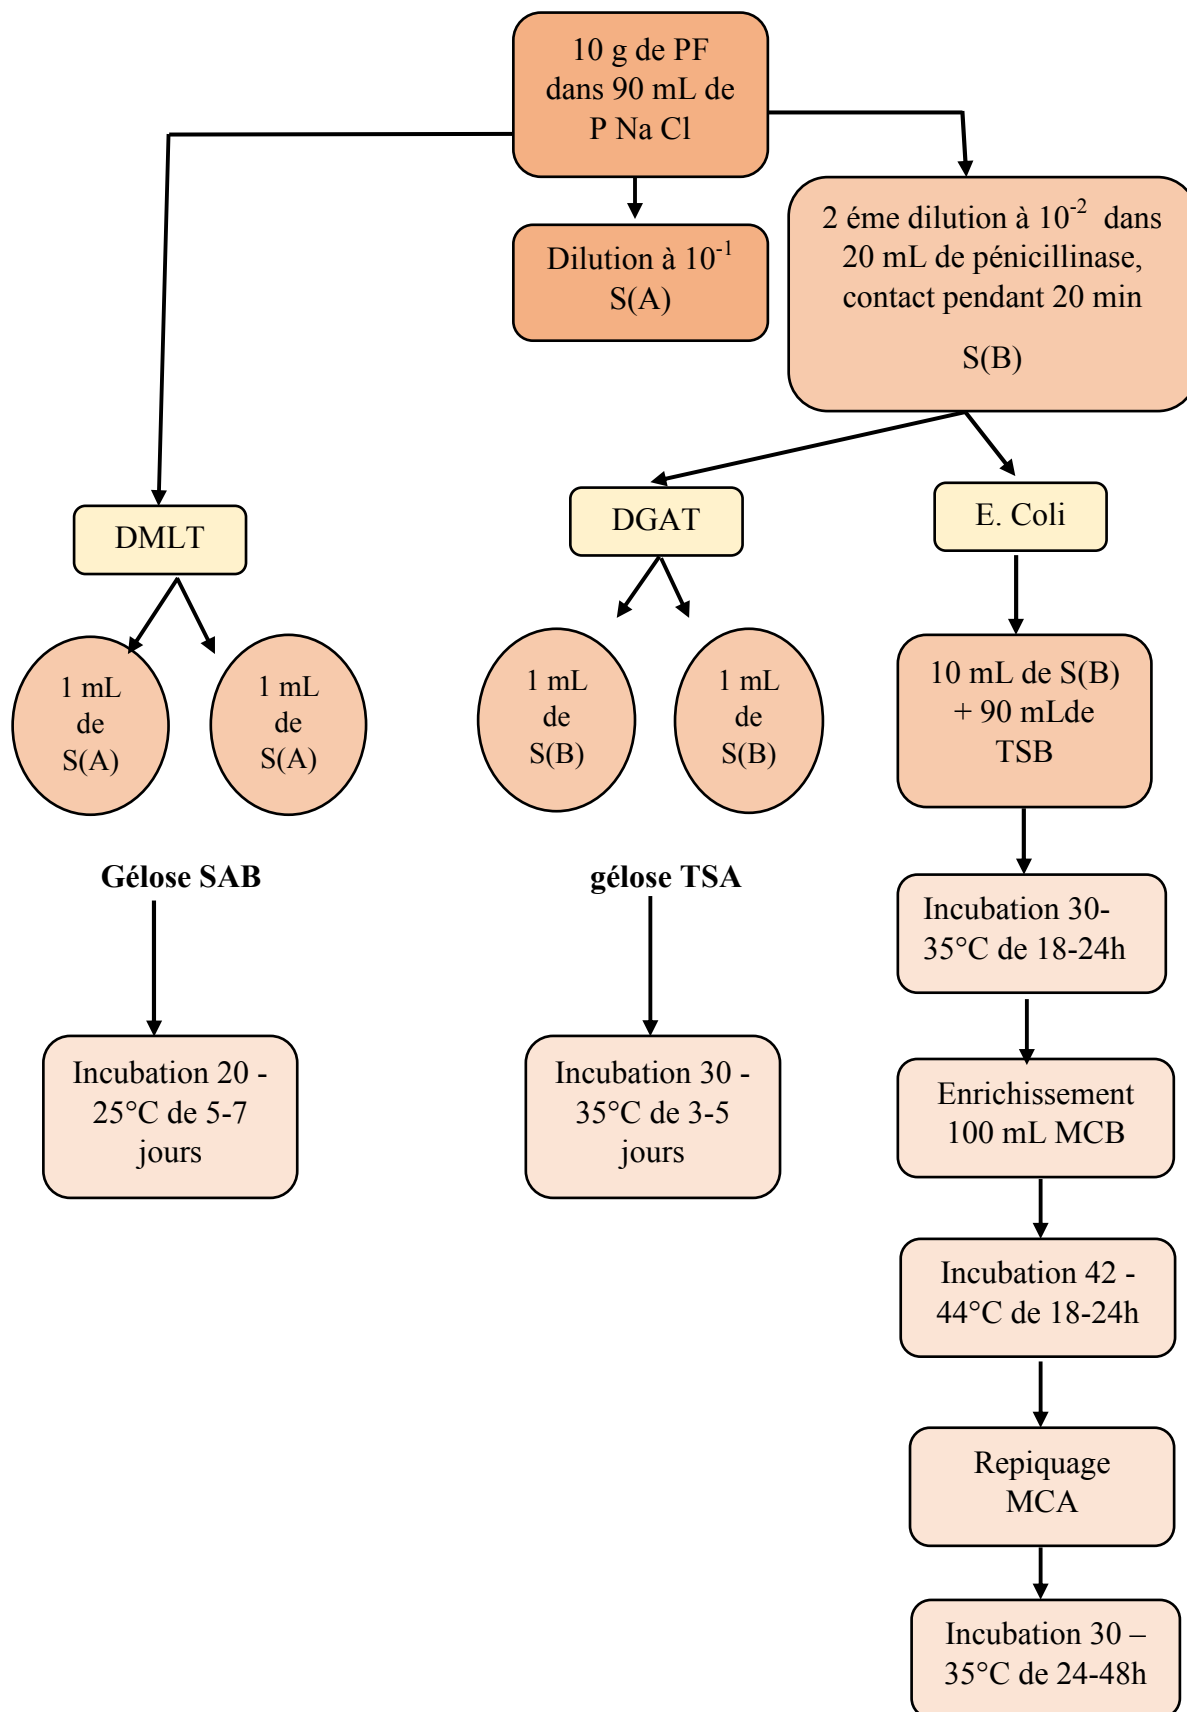 10 g de PF
dans 90 mL de
P Na Cl
Dilution à 10⁻¹
S(A)
2 éme dilution à 10⁻² dans
20 mL de pénicillinase,
contact pendant 20 min
S(B)
DMLT
DGAT
E. Coli
1 mL
de
S(A)
1 mL
de
S(A)
1 mL
de
S(B)
1 mL
de
S(B)
10 mL de S(B)
+ 90 mLde
TSB
Gélose SAB
gélose TSA
Incubation 30-
35°C de 18-24h
Incubation 20 -
25°C de 5-7
jours
Incubation 30 -
35°C de 3-5
jours
Enrichissement
100 mL MCB
Incubation 42 -
44°C de 18-24h
Repiquage
MCA
Incubation 30 –
35°C de 24-48h